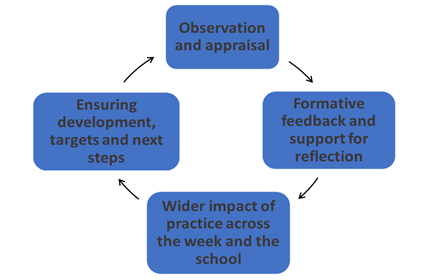 Observation
and appraisal
Formative
feedback and
support for
reflection
Wider impact of
practice across
the week and the
school
Ensuring
development,
targets and next
steps